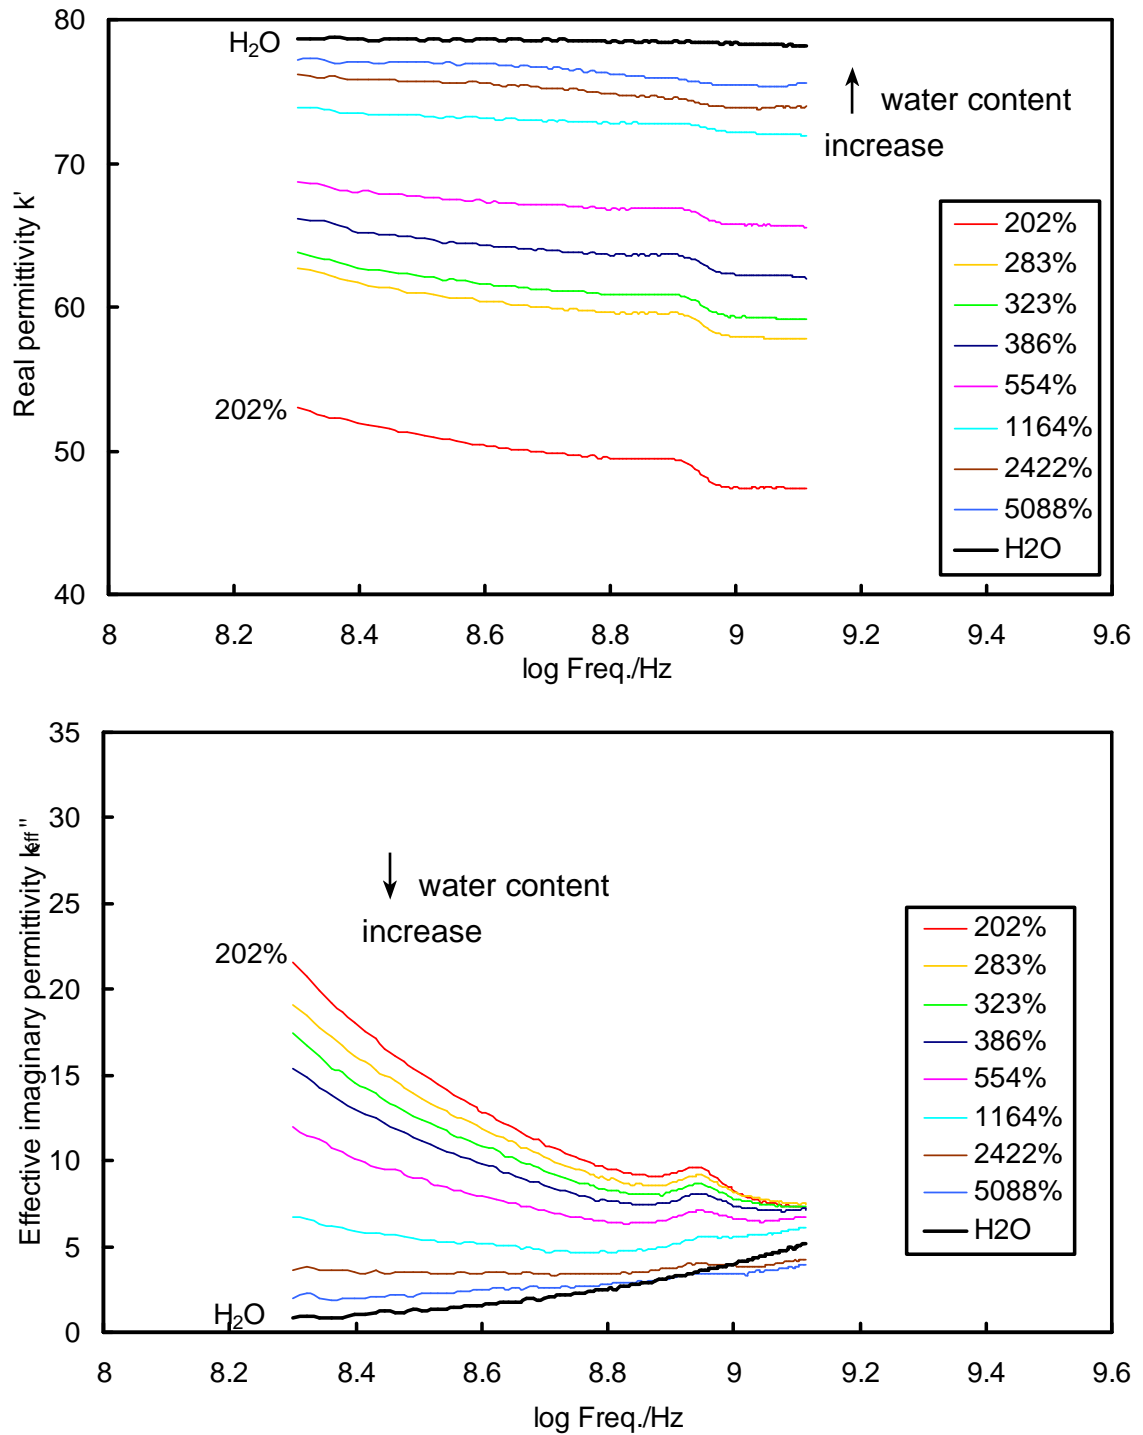 80
70
60
50
40
Real permittivity k'
H₂O
202%
↑ water content
increase
202%
283%
323%
386%
554%
1164%
2422%
5088%
H2O
8 8.2 8.4 8.6 8.8 9 9.2 9.4 9.6
log Freq./Hz
35
30
25
20
15
10
5
0
Effective imaginary permittivity keff"
↓ water content
increase
202%
H₂O
202%
283%
323%
386%
554%
1164%
2422%
5088%
H2O
8 8.2 8.4 8.6 8.8 9 9.2 9.4 9.6
log Freq./Hz